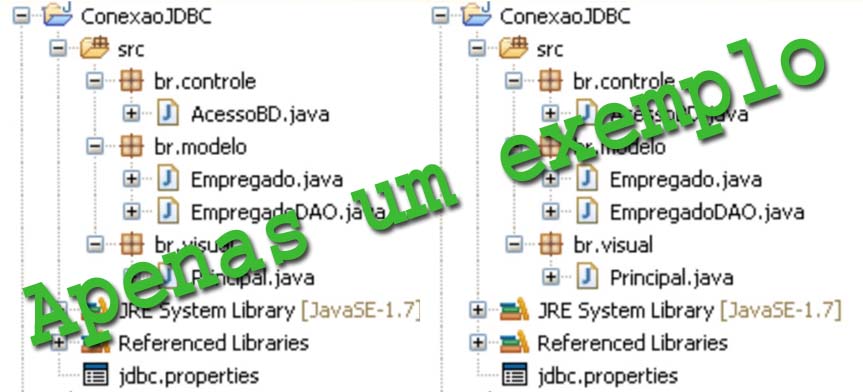 ConexaoJDBC
src
br.controle
AcessoBD.java
br.modelo
Empregado.java
EmpregadoDAO.java
br.visual
Principal.java
JRE System Library [JavaSE-1.7]
Referenced Libraries
jdbc.properties
ConexaoJDBC
src
br.controle
AcessoBD.java
br.modelo
Empregado.java
EmpregadoDAO.java
br.visual
Principal.java
JRE System Library [JavaSE-1.7]
Referenced Libraries
jdbc.properties
Apenas um exemplo